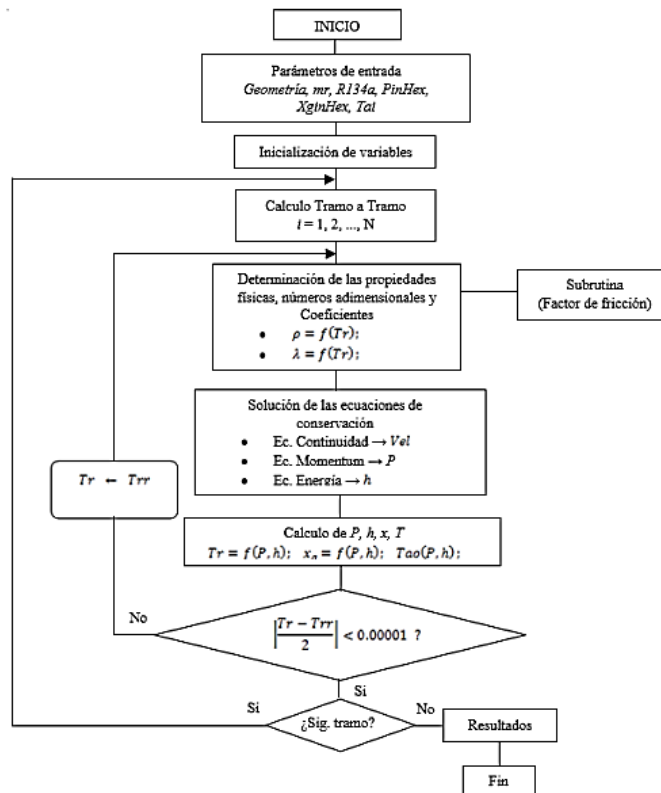 INICIO
Parámetros de entrada
Geometría, mr, R134a, PinHex,
XginHex, Tai
Inicialización de variables
Calculo Tramo a Tramo
i = 1, 2, ..., N
Determinación de las propiedades
físicas, números adimensionales y
Coeficientes
• ρ = f(Tr);
• λ = f(Tr);
Subrutina
(Factor de fricción)
Solución de las ecuaciones de
conservación
• Ec. Continuidad → Vel
• Ec. Momentum → P
• Ec. Energía → h
Tr ← Trr
Calculo de P, h, x, T
Tr = f(P, h); x_g = f(P, h); Tao(P, h);
No
|(Tr − Trr)/2| < 0.00001 ?
Si
Si
¿Sig. tramo?
No
Resultados
Fin